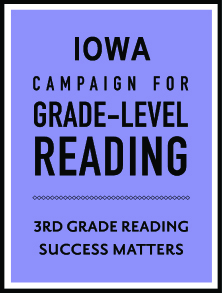 IOWA
CAMPAIGN FOR
GRADE-LEVEL
READING
3RD GRADE READING
SUCCESS MATTERS